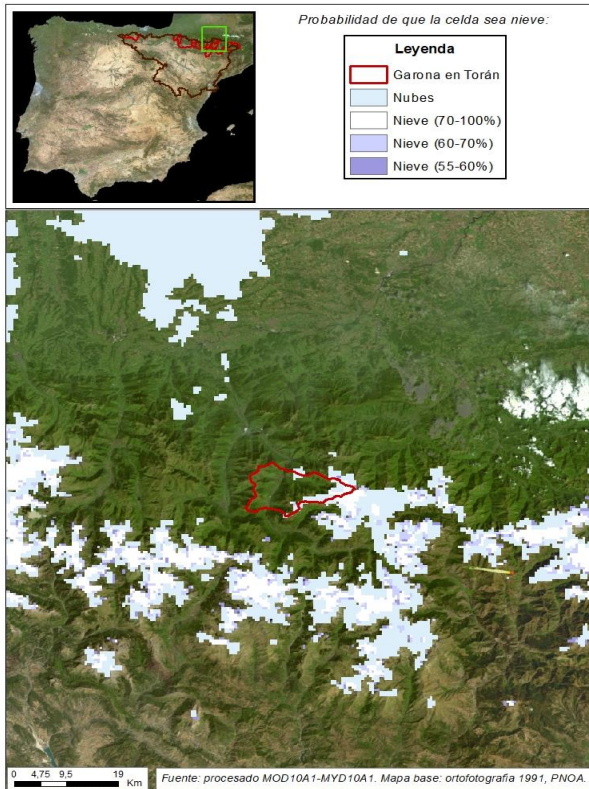 Probabilidad de que la celda sea nieve:
Leyenda
Garona en Torán
Nubes
Nieve (70-100%)
Nieve (60-70%)
Nieve (55-60%)
0 4,75 9,5 19
Km
Fuente: procesado MOD10A1-MYD10A1. Mapa base: ortofotografia 1991, PNOA.